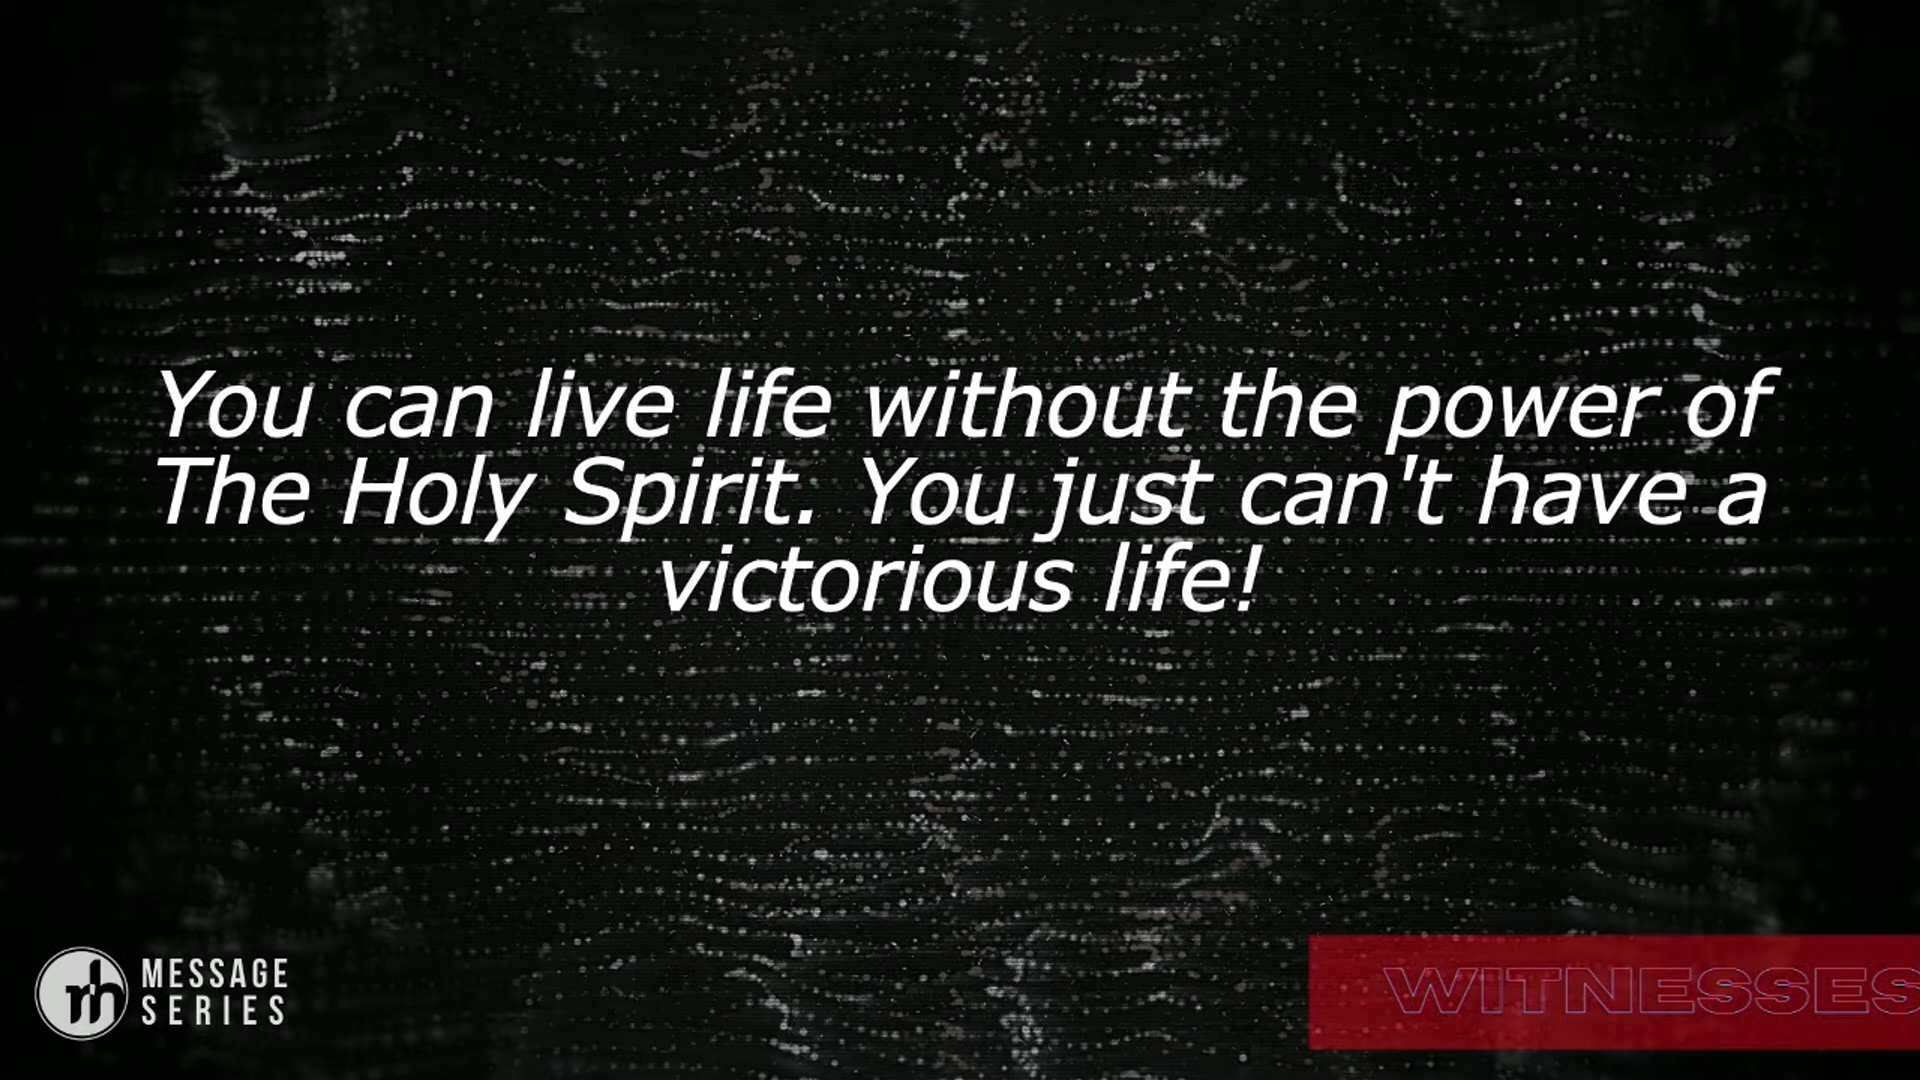 You can live life without the power of
The Holy Spirit. You just can't have a
victorious life!
rh
MESSAGE
SERIES
WITNESSES